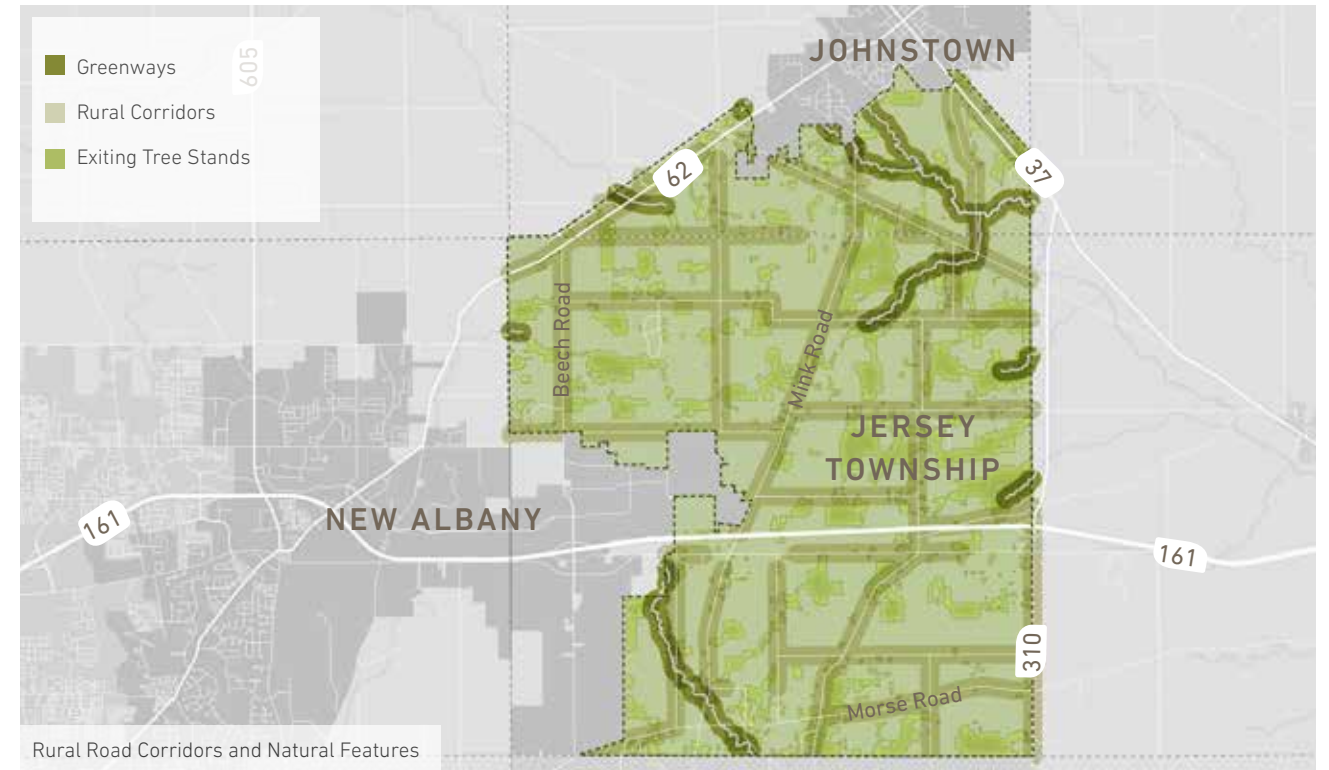 Greenways
Rural Corridors
Exiting Tree Stands
605
JOHNSTOWN
62
37
Beech Road
Mink Road
JERSEY
TOWNSHIP
161
NEW ALBANY
161
310
Morse Road
Rural Road Corridors and Natural Features